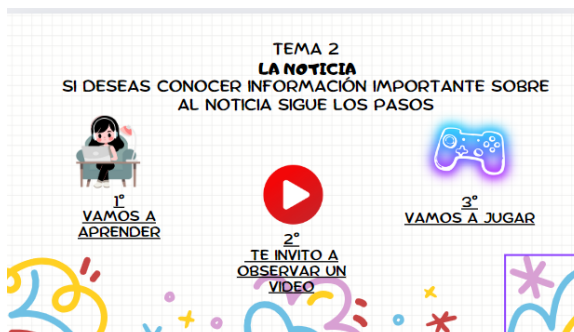 TEMA 2
LA NOTICIA
SI DESEAS CONOCER INFORMACIÓN IMPORTANTE SOBRE
AL NOTICIA SIGUE LOS PASOS
1°
VAMOS A
APRENDER
2°
TE INVITO A
OBSERVAR UN
VIDEO
3°
VAMOS A JUGAR